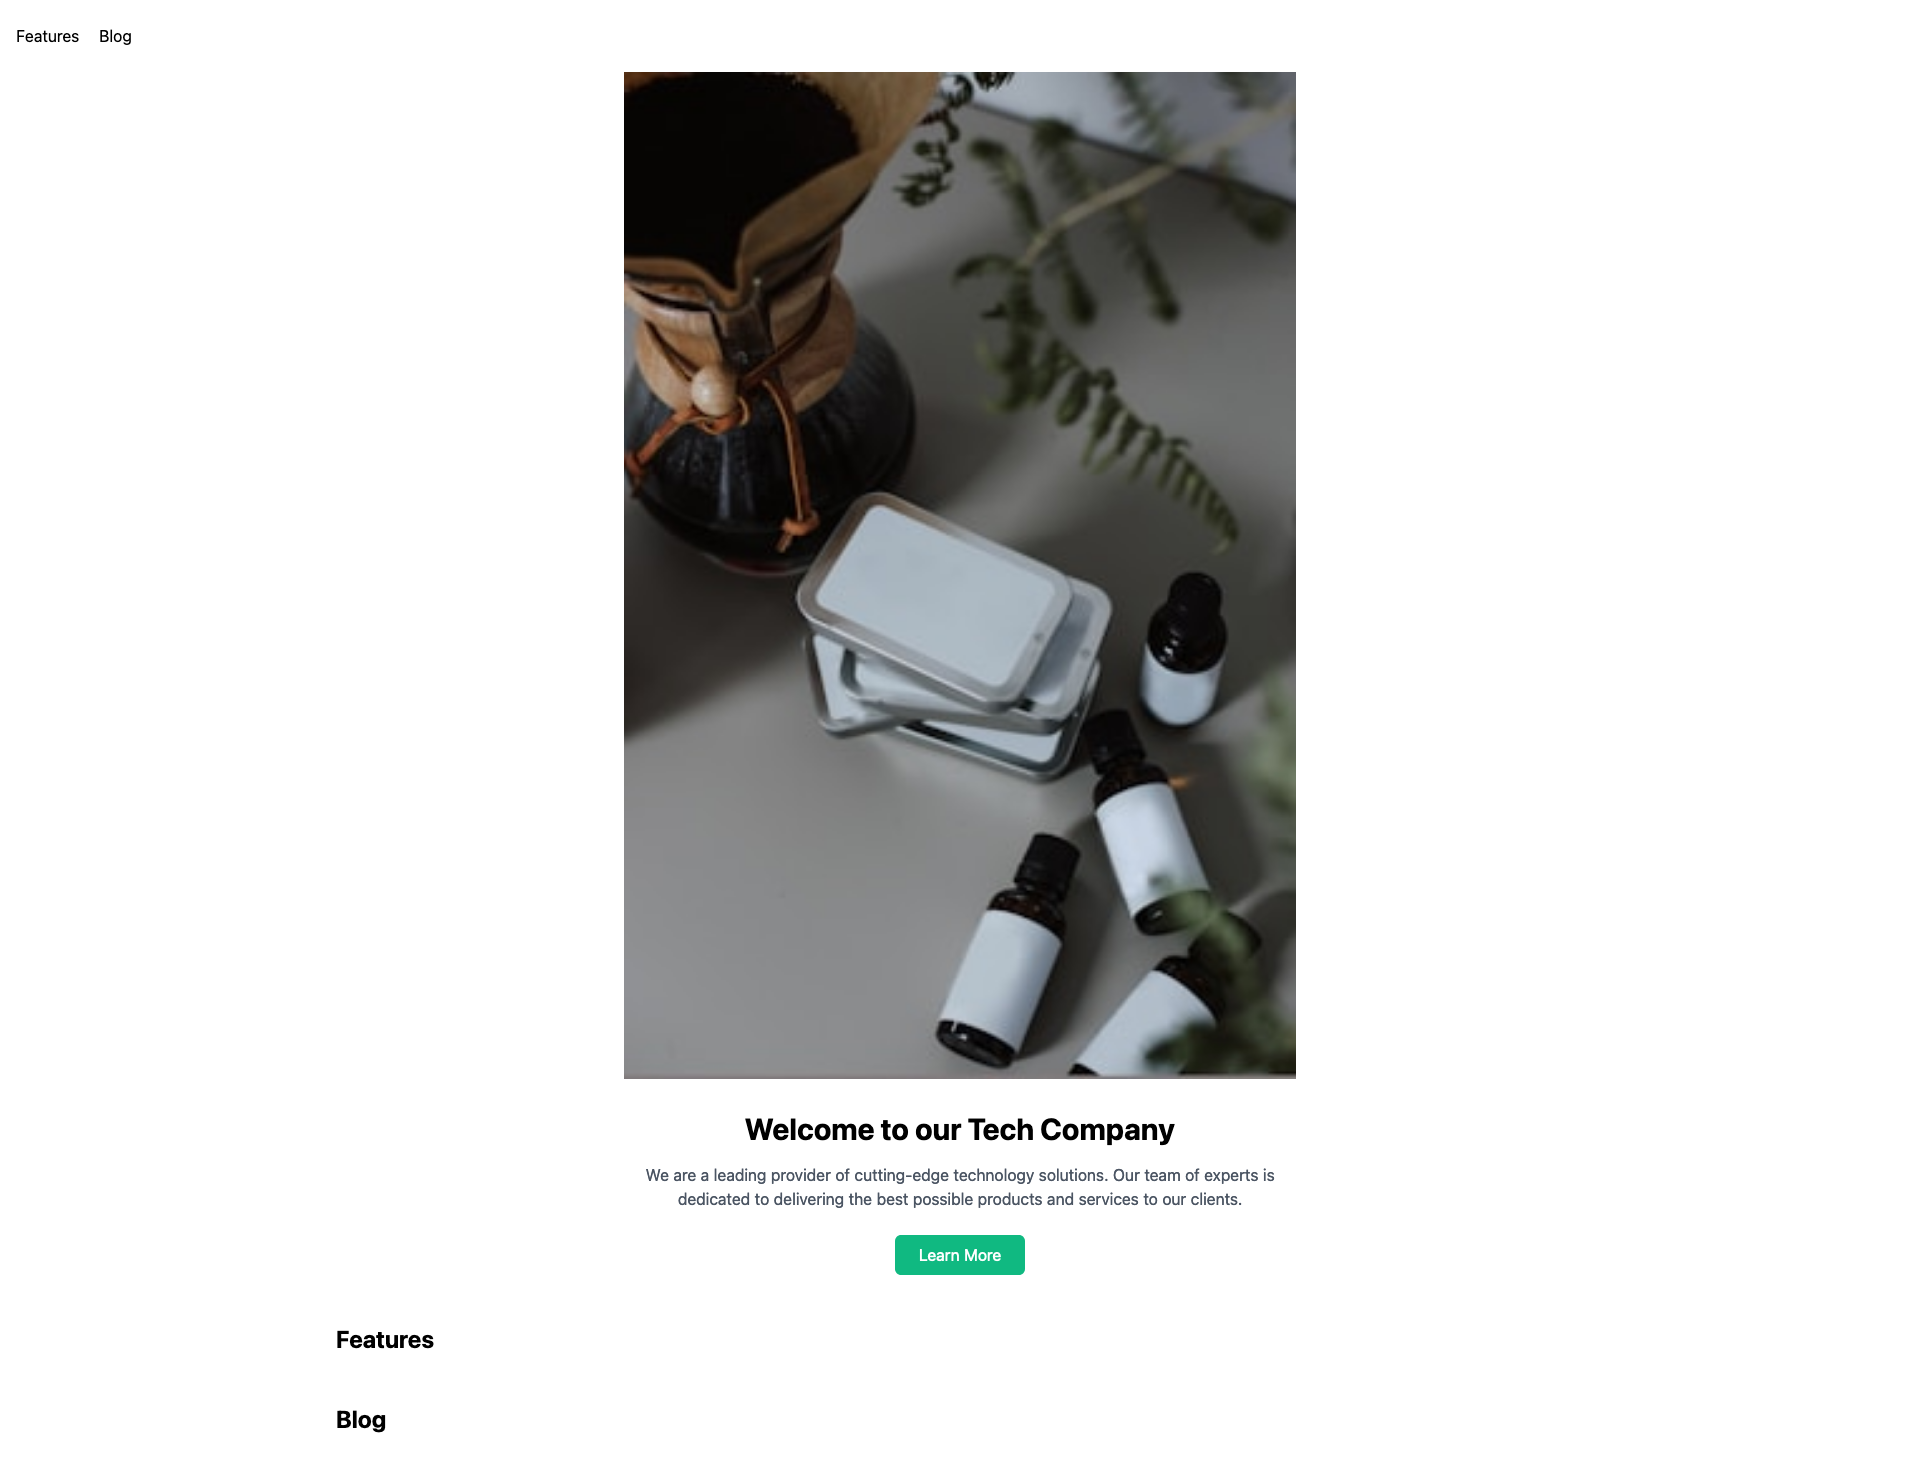 Features Blog
Welcome to our Tech Company
We are a leading provider of cutting-edge technology solutions. Our team of experts is
dedicated to delivering the best possible products and services to our clients.
Learn More
Features
Blog